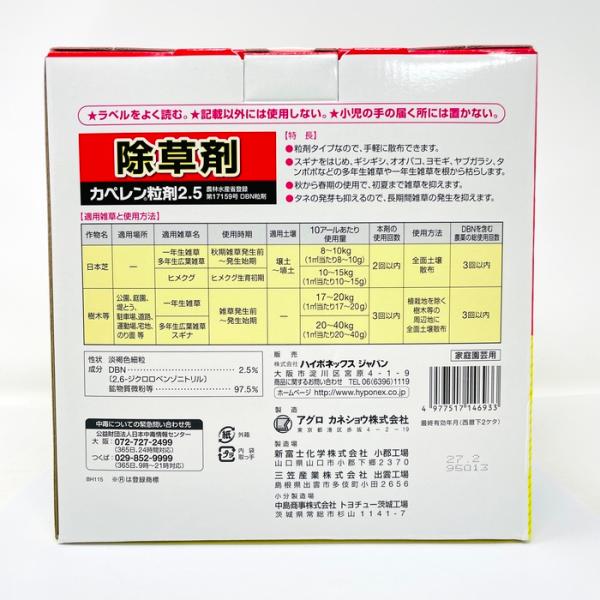 ★ラベルをよく読む。★記載以外には使用しない。★小児の手の届く所には置かない。
除草剤
カペレン粒剤2.5 農林水産省登録 第17159号 DBN粒剤
【特 長】
●粒剤タイプなので、手軽に散布できます。
●スギナをはじめ、ギシギシ、オオバコ、ヨモギ、ヤブガラシ、タ
ンポポなどの多年生雑草や一年生雑草を根から枯らします。
●秋から春期の使用で、初夏まで雑草を抑えます。
●タネの発芽も抑えるので、長期間雑草の発生を抑えます。
【適用雑草と使用方法】
作物名 適用場所 適用雑草名 使用時期 適用土壌 10アールあたり使用量 本剤の使用回数 使用方法 DBNを含む農薬の総使用回数
日本芝 ー 一年生雑草 多年生広葉雑草 秋期雑草発生前～発生始期 壌土～埴土 8～10kg (1㎡当たり8～10g) 2回以内 全面土壌散布 3回以内
ヒメクグ ヒメクグ生育初期 10～15kg (1㎡当たり10～15g)
樹木等 公園、庭園、堤とう、駐車場、道路、運動場、宅地、のり面 等 一年生雑草 雑草発生前～発生始期 ー 17～20kg (1㎡当たり17～20g) 3回以内 植栽地を除く樹木等の周辺地に全面土壌散布 3回以内
多年生広葉雑草 スギナ 20～40kg (1㎡当たり20～40g)
性状 淡褐色細粒
成分 DBN 2.5%
(2,6-ジクロロベンゾニトリル)
鉱物質微粉等 97.5%
中毒についての緊急問い合わせ先
公益財団法人日本中毒情報センター
大阪 072-727-2499
(365日、24時間対応)
つくば 029-852-9999
(365日、9～21時対応)
BH115 ※Ⓡは登録商標
紙 外箱
プラ 内袋 取っ手
販 売
株式会社 ハイポネックス ジャパン
大阪市淀川区宮原4-1-9
商品に関するお問合わせ TEL 06(6396)1119
ホームページ http://www.hyponex.co.jp
製 造
アグロ カネショウ株式会社
東京都港区赤坂4-2-19
製造場
新富士化学株式会社 小郡工場
山口県山口市小郡下郷2370
三笠産業株式会社 出雲工場
島根県出雲市多伎町小田2656
小分製造場
中島商事株式会社 トヨチュー茨城工場
茨城県常総市杉山1141-7
家庭園芸用
4 977517 146933
最終有効年月(西暦下2ケタ)
27.2
95013